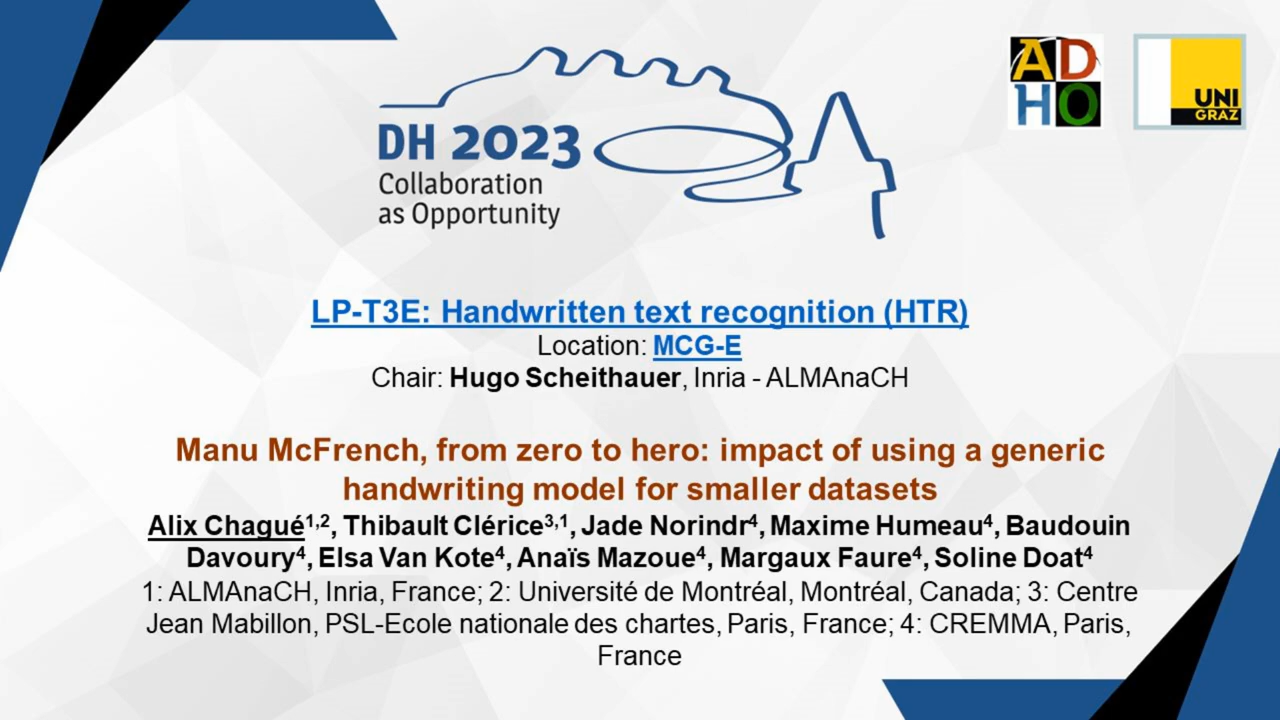 AD
HO
UNI
GRAZ
DH 2023
Collaboration
as Opportunity
LP-T3E: Handwritten text recognition (HTR)
Location: MCG-E
Chair: Hugo Scheithauer, Inria - ALMAnaCH
Manu McFrench, from zero to hero: impact of using a generic
handwriting model for smaller datasets
Alix Chagué1,2, Thibault Clérice3,1, Jade Norindr4, Maxime Humeau4, Baudouin
Davoury4, Elsa Van Kote4, Anaïs Mazoue4, Margaux Faure4, Soline Doat4
1: ALMAnaCH, Inria, France; 2: Université de Montréal, Montréal, Canada; 3: Centre
Jean Mabillon, PSL-Ecole nationale des chartes, Paris, France; 4: CREMMA, Paris,
France